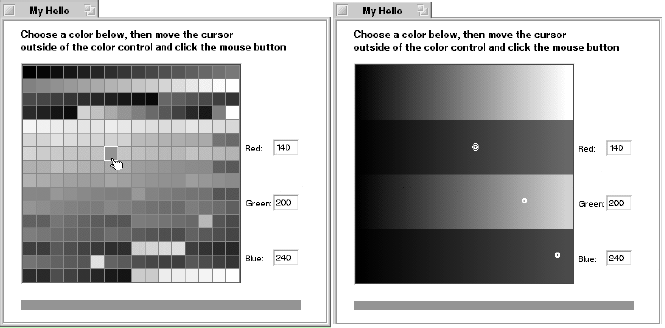 My Hello
Choose a color below, then move the cursor
outside of the color control and click the mouse button
Red: 140
Green: 200
Blue: 240
My Hello
Choose a color below, then move the cursor
outside of the color control and click the mouse button
Red: 140
Green: 200
Blue: 240